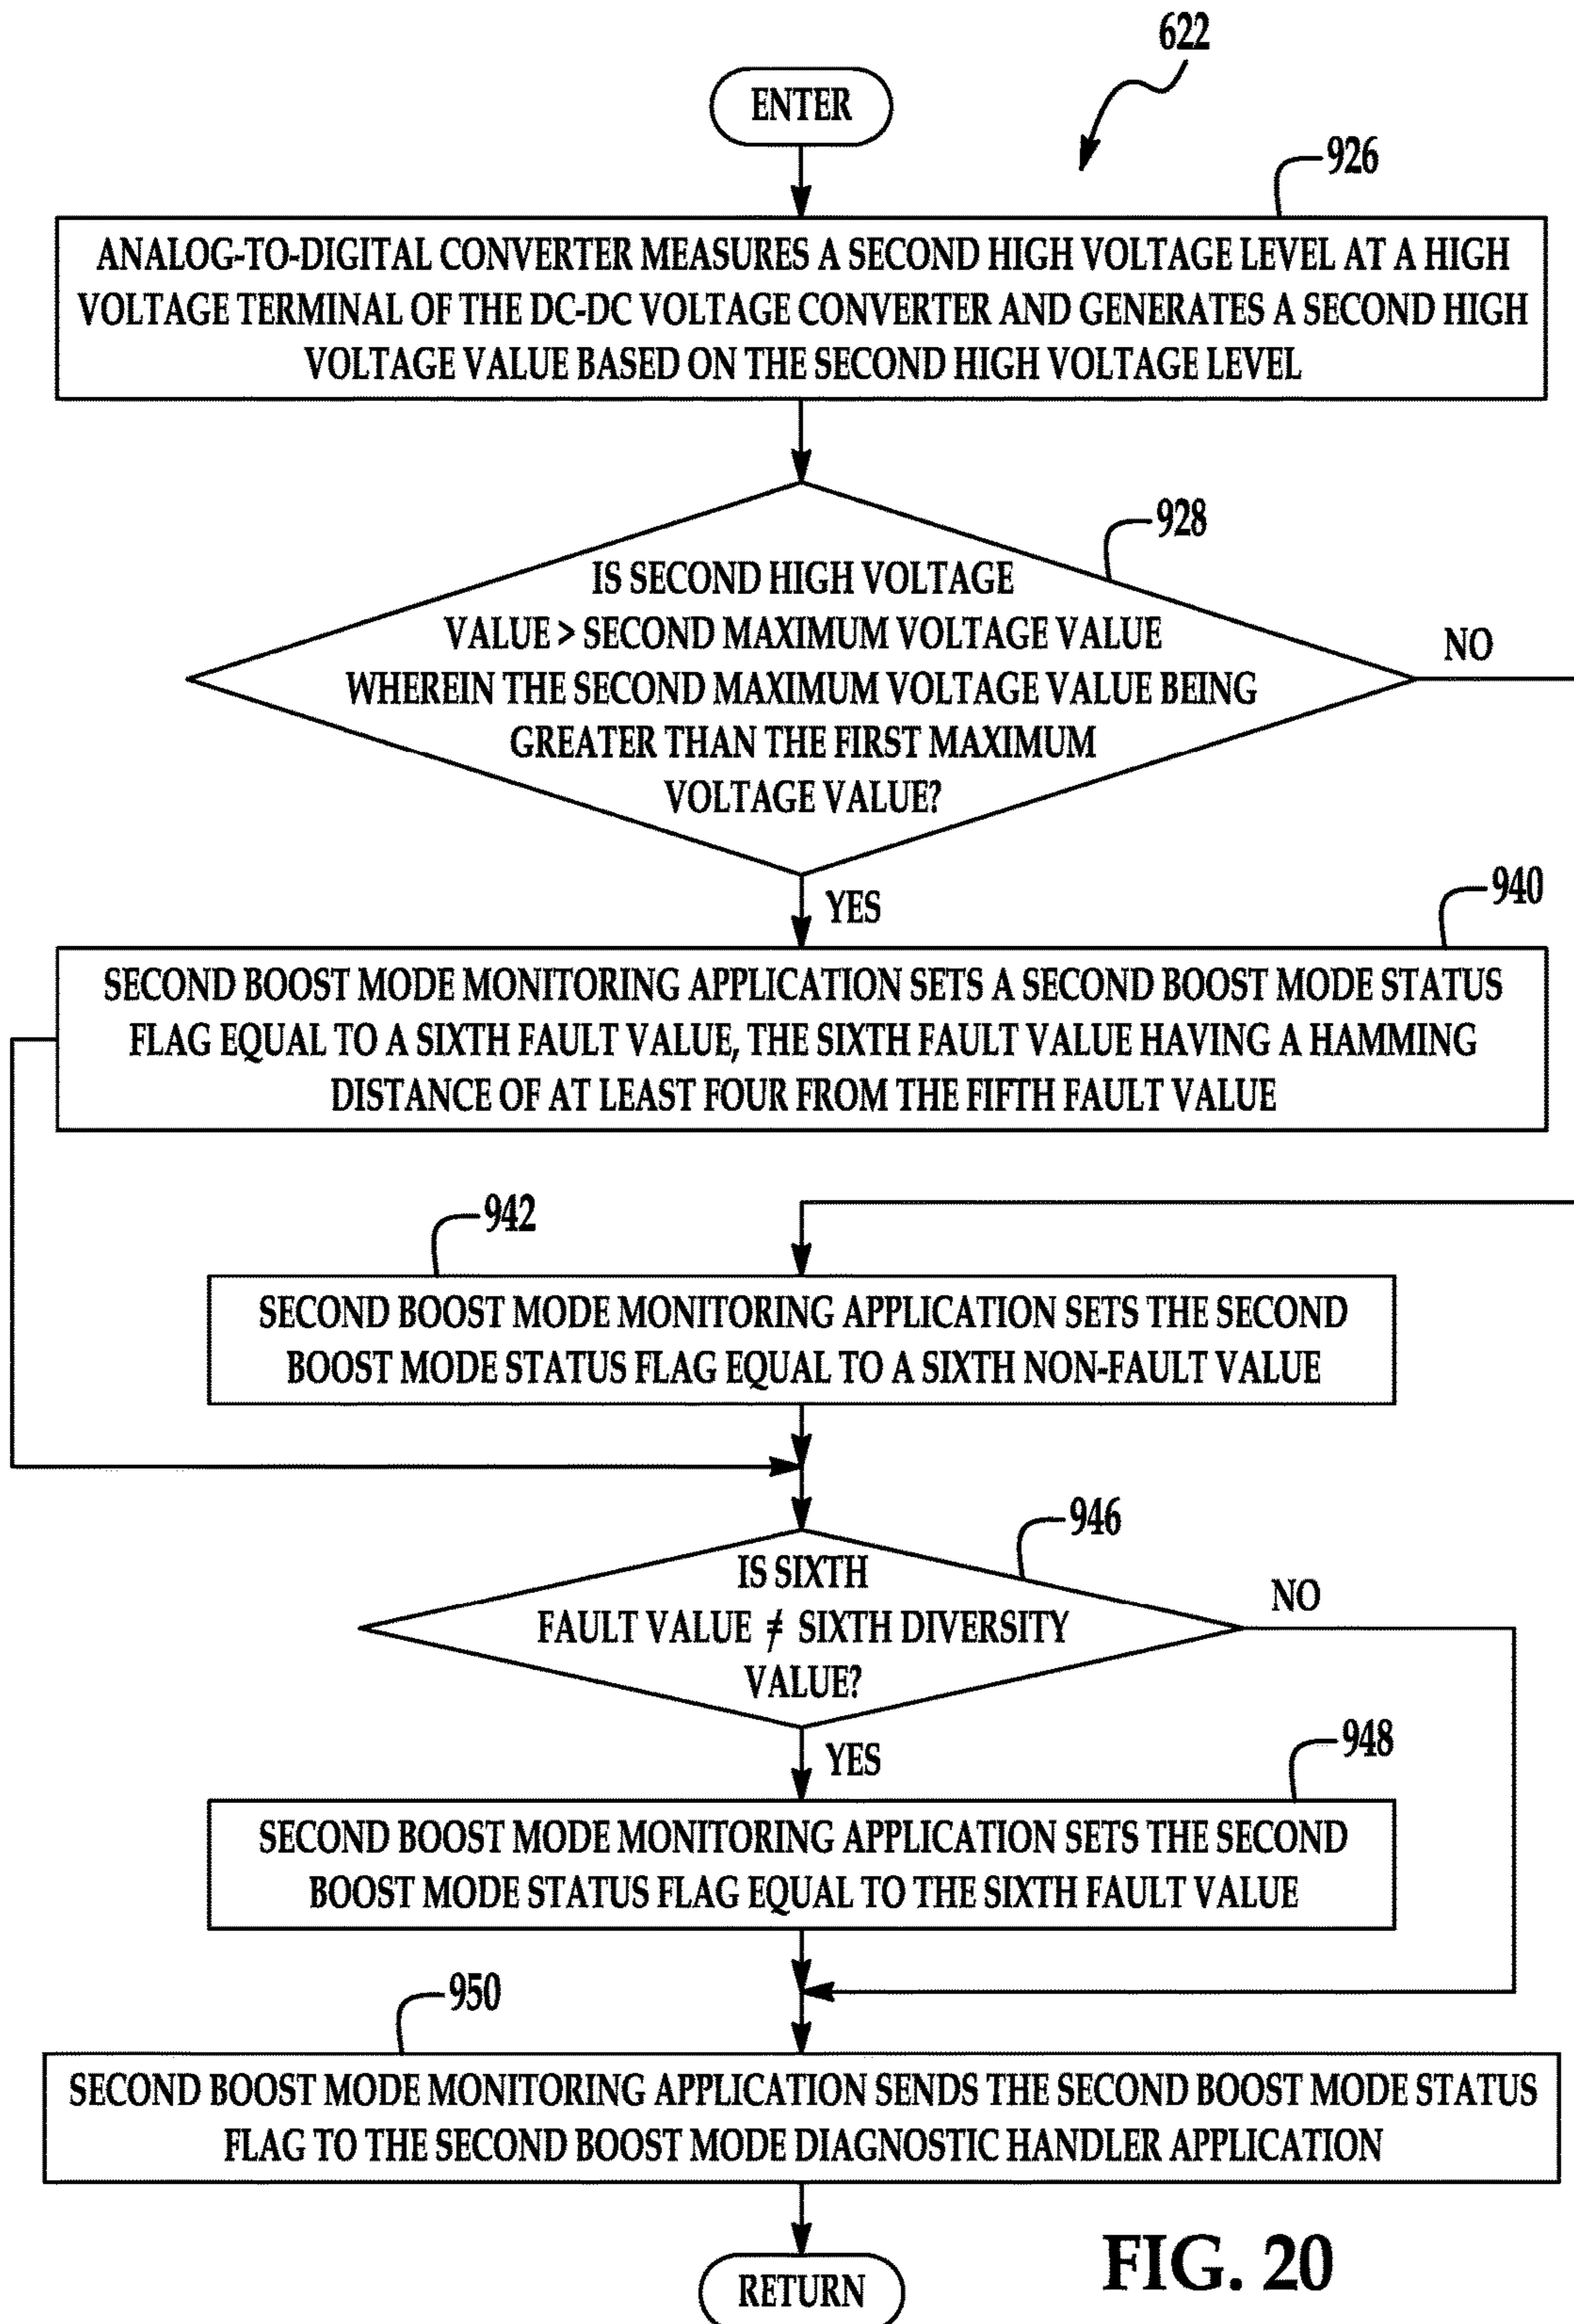 622
ENTER
926
ANALOG-TO-DIGITAL CONVERTER MEASURES A SECOND HIGH VOLTAGE LEVEL AT A HIGH
VOLTAGE TERMINAL OF THE DC-DC VOLTAGE CONVERTER AND GENERATES A SECOND HIGH
VOLTAGE VALUE BASED ON THE SECOND HIGH VOLTAGE LEVEL
928
IS SECOND HIGH VOLTAGE
VALUE > SECOND MAXIMUM VOLTAGE VALUE
WHEREIN THE SECOND MAXIMUM VOLTAGE VALUE BEING
GREATER THAN THE FIRST MAXIMUM
VOLTAGE VALUE?
NO
YES
940
SECOND BOOST MODE MONITORING APPLICATION SETS A SECOND BOOST MODE STATUS
FLAG EQUAL TO A SIXTH FAULT VALUE, THE SIXTH FAULT VALUE HAVING A HAMMING
DISTANCE OF AT LEAST FOUR FROM THE FIFTH FAULT VALUE
942
SECOND BOOST MODE MONITORING APPLICATION SETS THE SECOND
BOOST MODE STATUS FLAG EQUAL TO A SIXTH NON-FAULT VALUE
946
IS SIXTH
FAULT VALUE ≠ SIXTH DIVERSITY
VALUE?
NO
YES
948
SECOND BOOST MODE MONITORING APPLICATION SETS THE SECOND
BOOST MODE STATUS FLAG EQUAL TO THE SIXTH FAULT VALUE
950
SECOND BOOST MODE MONITORING APPLICATION SENDS THE SECOND BOOST MODE STATUS
FLAG TO THE SECOND BOOST MODE DIAGNOSTIC HANDLER APPLICATION
RETURN
FIG. 20